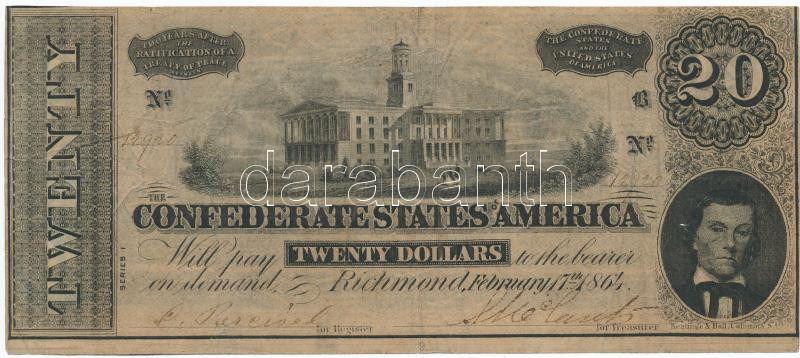 TWO YEARS AFTER
THE
RATIFICATION OF A
TREATY OF PEACE
BETWEEN
THE CONFEDERATE
STATES
AND THE
UNITED STATES
OF AMERICA.
20
TWENTY
SERIES 1
No
B
No
darabanth
THE
CONFEDERATE STATES OF AMERICA
Will pay TWENTY DOLLARS to the bearer
on demand. Richmond, February 17th 1864.
for Register
for Treasurer
Keatinge & Ball, Columbia, S.C.